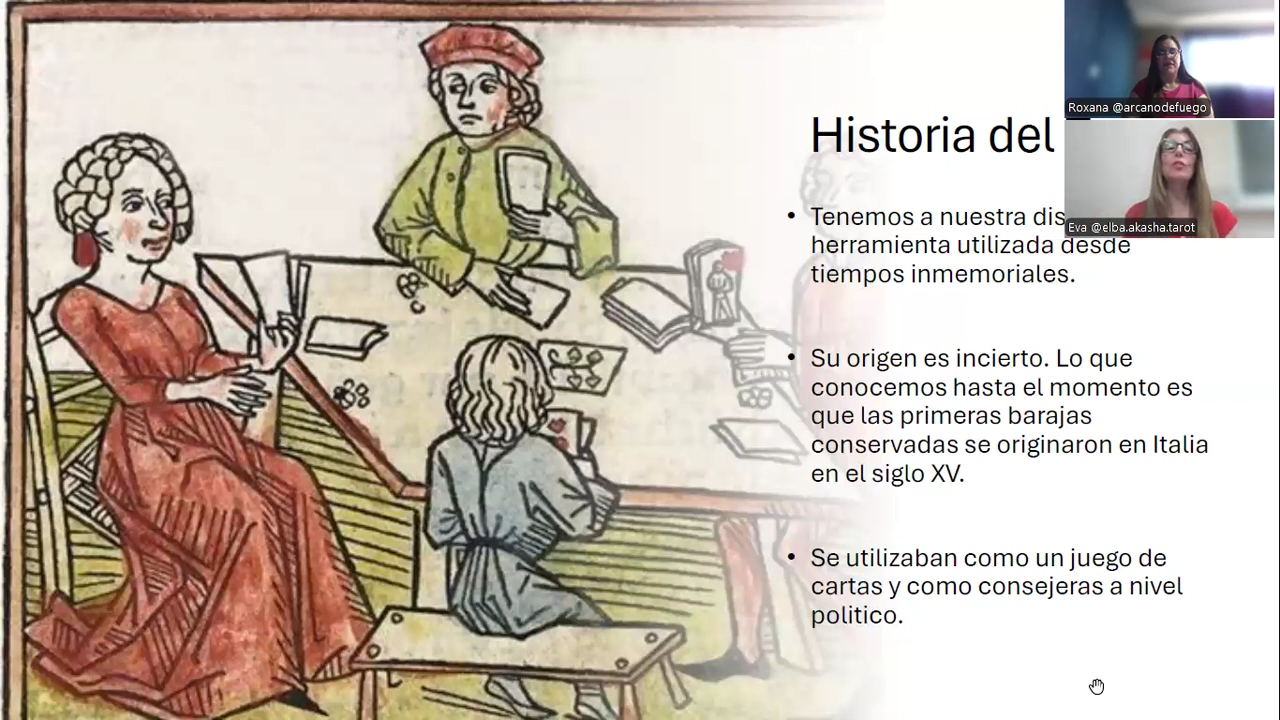 Roxana @arcanodefuego
Eva @elba.akasha.tarot
Historia del
Tenemos a nuestra
herramienta utilizada desde
tiempos inmemoriales.
Su origen es incierto. Lo que
conocemos hasta el momento es
que las primeras barajas
conservadas se originaron en Italia
en el siglo XV.
Se utilizaban como un juego de
cartas y como consejeras a nivel
politico.